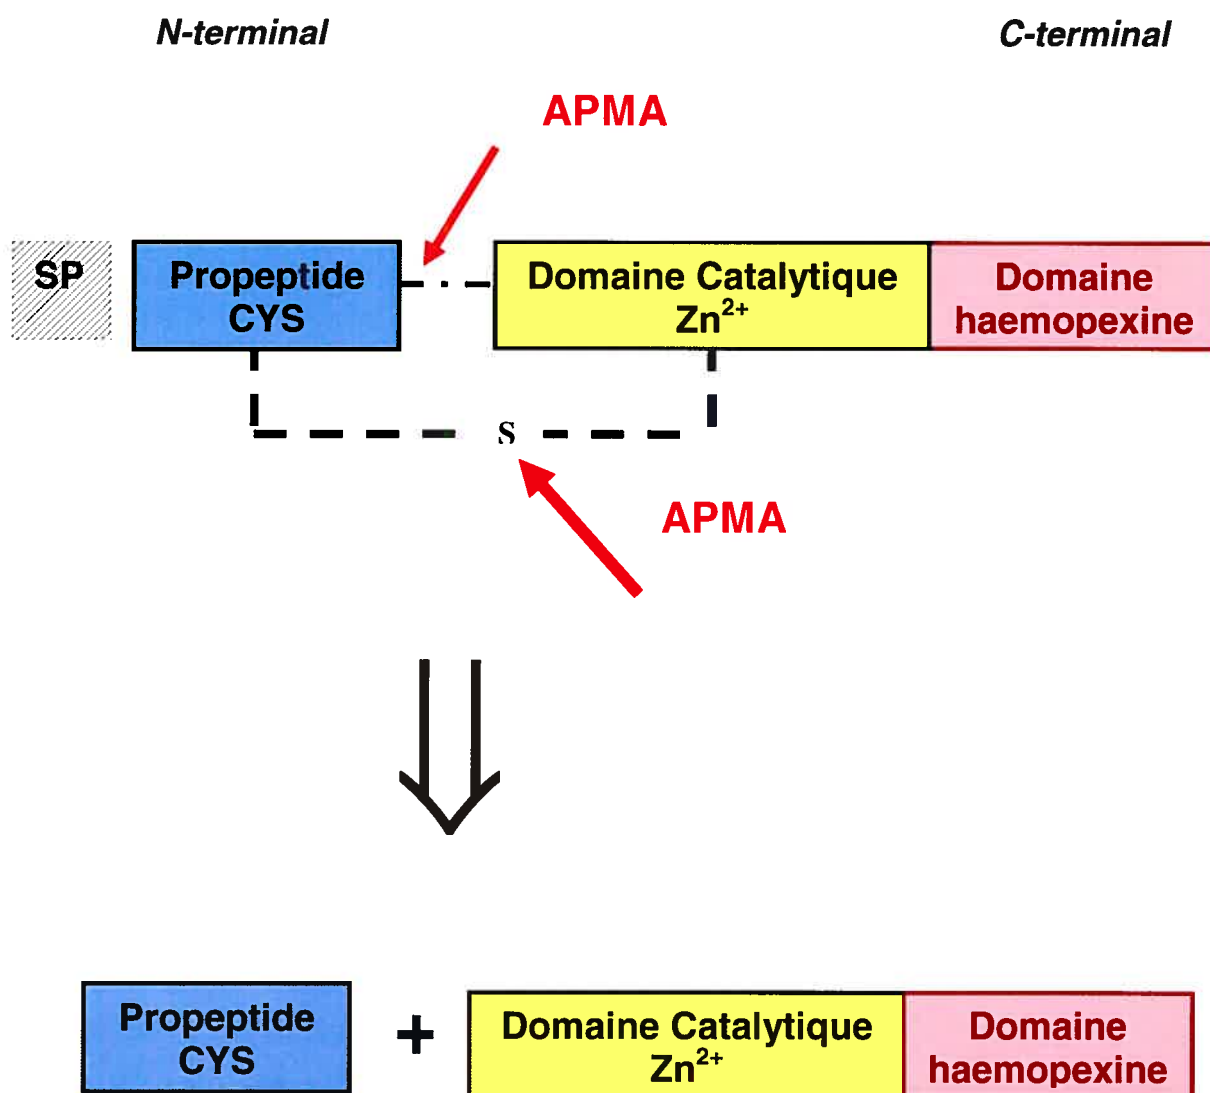 N-terminal
C-terminal
APMA
SP
Propeptide
CYS
Domaine Catalytique
Zn²⁺
Domaine
haemopexine
S
APMA
Propeptide
CYS
+
Domaine Catalytique
Zn²⁺
Domaine
haemopexine